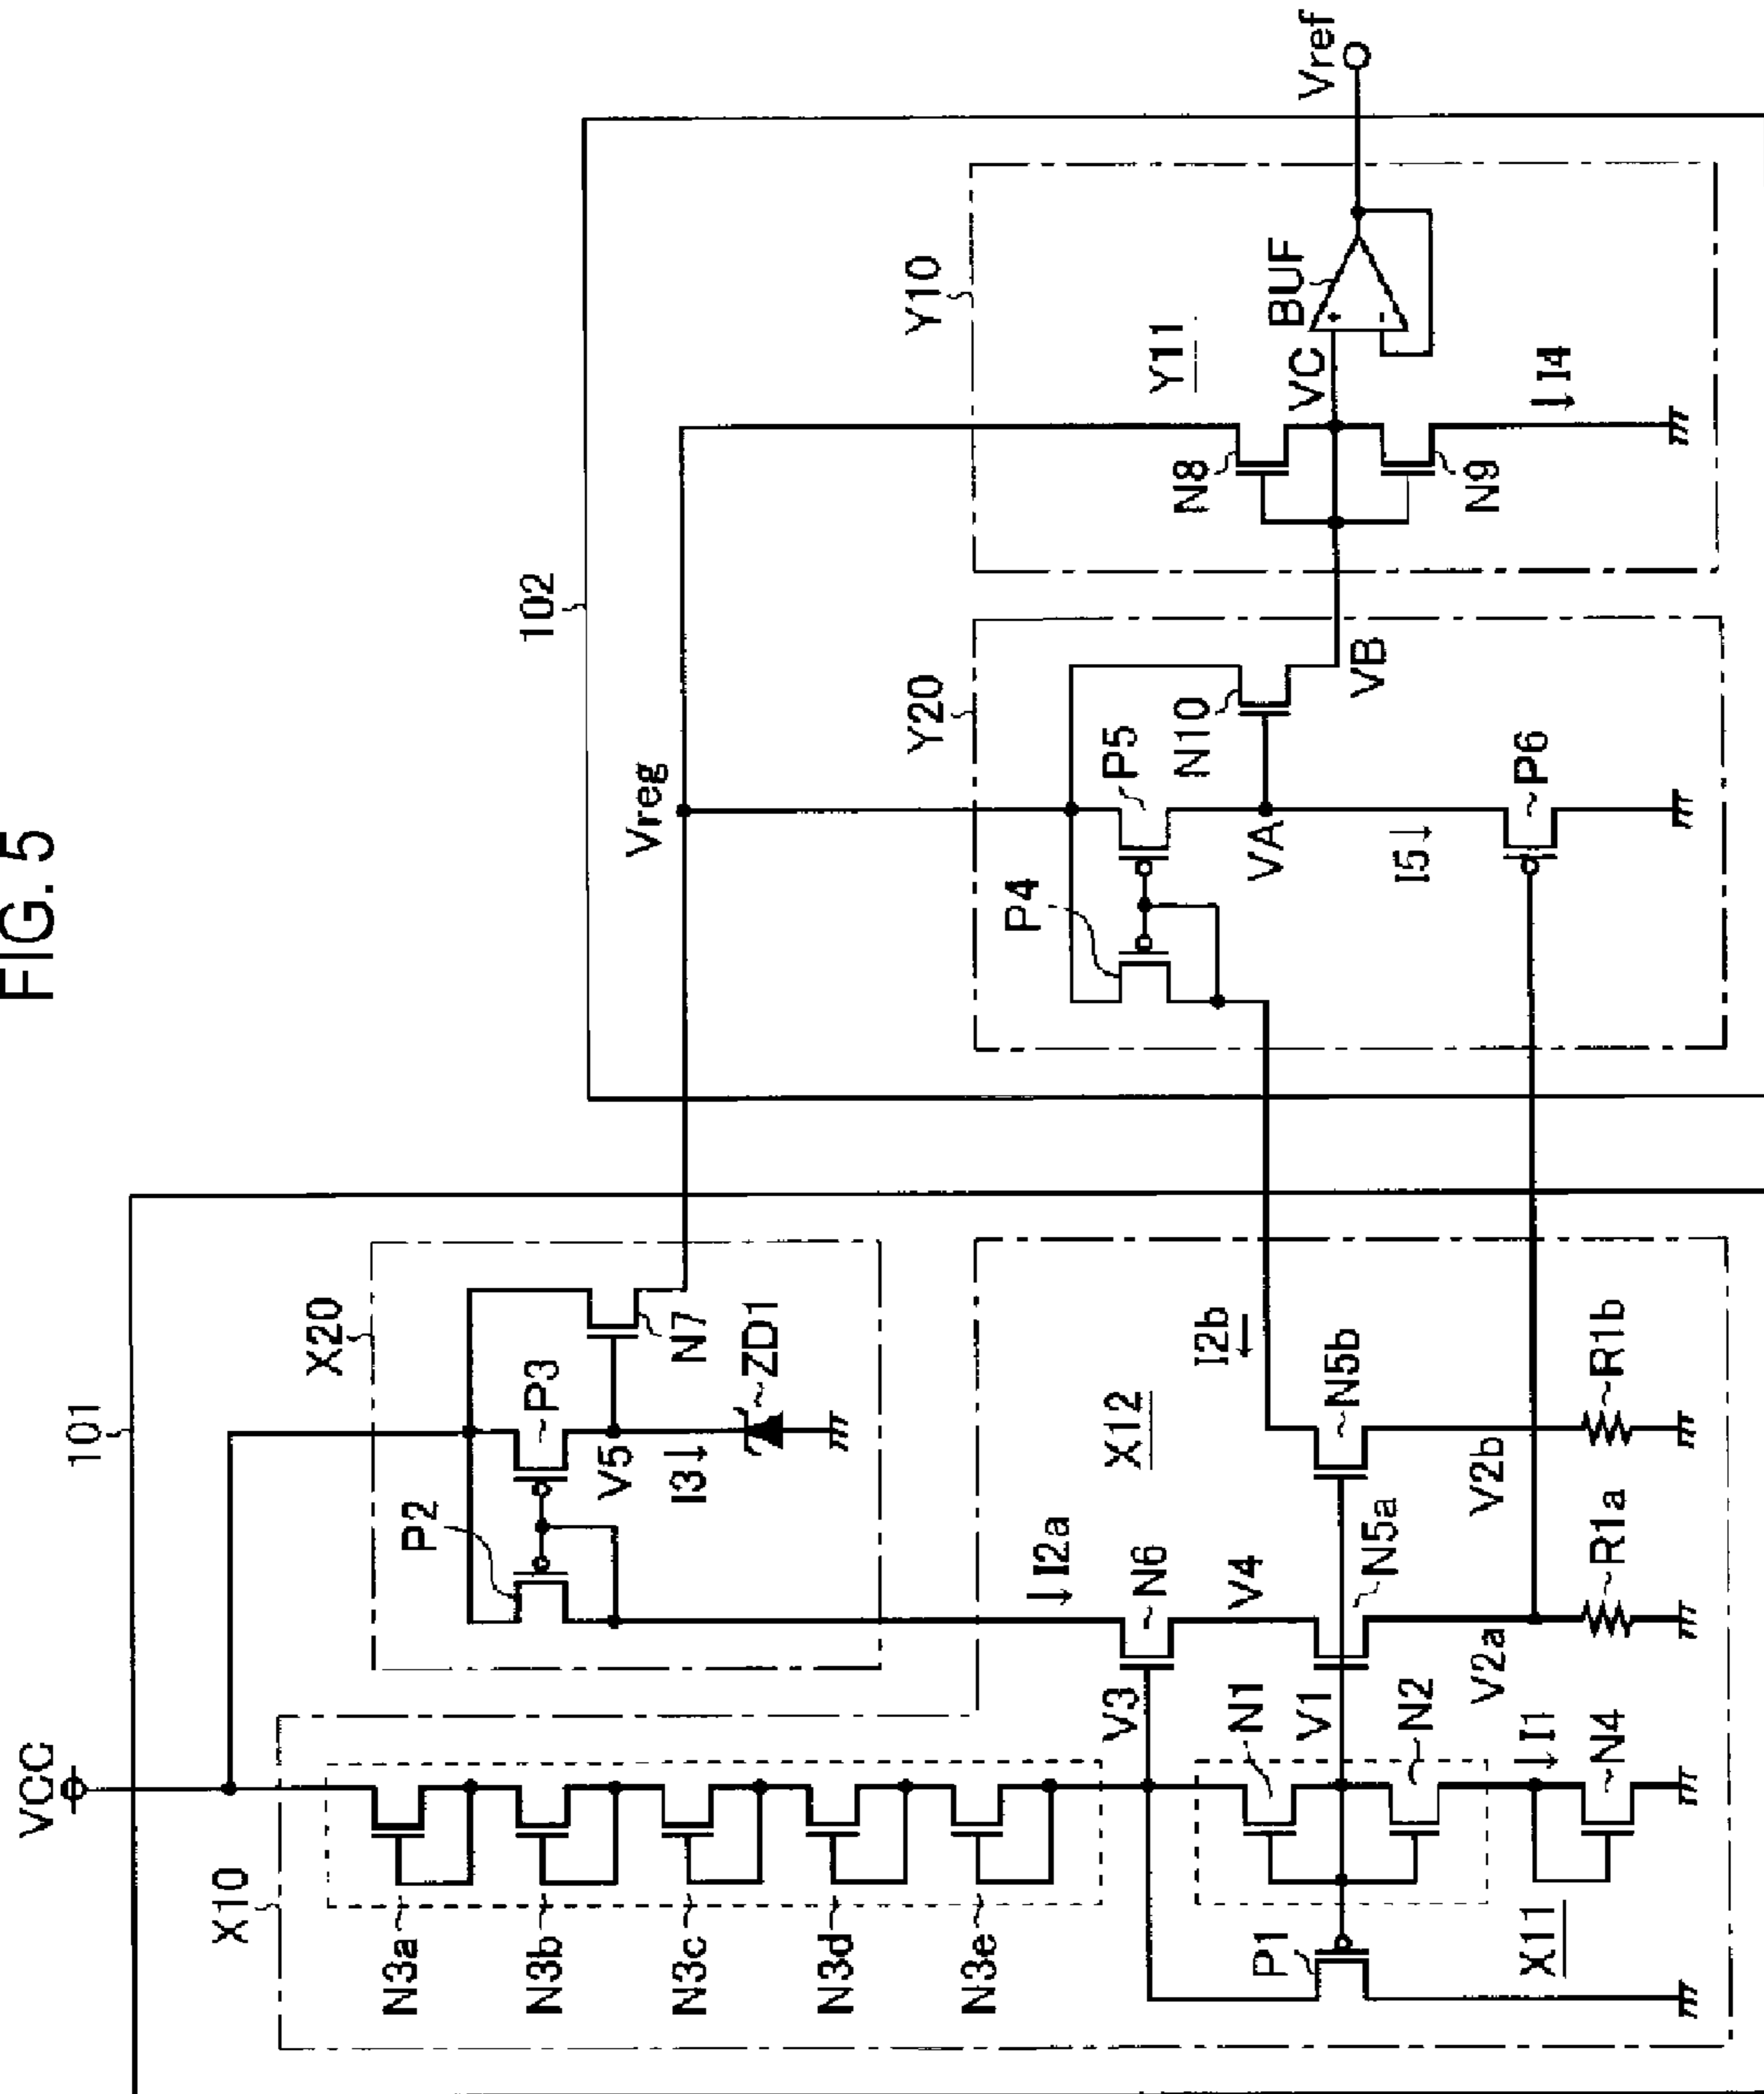 FIG. 5
VCC
101
X10
N3a
N3b
N3c
N3d
N3e
X20
P2
P3
V5
I3↓
N7
ZD1
↓I2a
V3
N6
X12
I2b
V4
N1
V1
N5a
N5b
P1
N2
V2a
V2b
X11
↓I1
N4
R1a
R1b
102
Vreg
Y20
P4
P5
N10
VA
VB
I5↓
P6
Y10
Y11
N8
VC
BUF
+
-
N9
↓I4
Vref